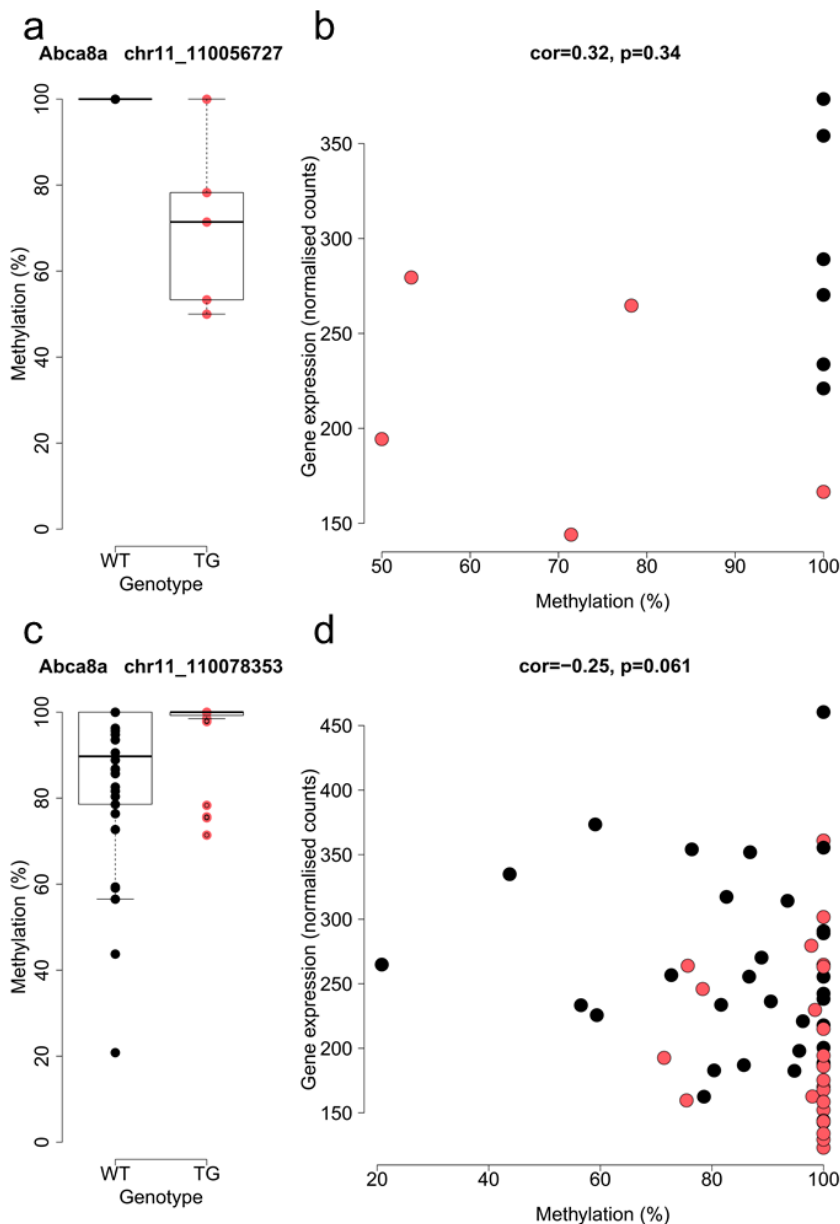 a
Abca8a chr11_110056727
Methylation (%)
100
80
60
40
20
0
WT TG
Genotype
b
cor=0.32, p=0.34
Gene expression (normalised counts)
350
300
250
200
150
50 60 70 80 90 100
Methylation (%)
c
Abca8a chr11_110078353
Methylation (%)
100
80
60
40
20
0
WT TG
Genotype
d
cor=−0.25, p=0.061
Gene expression (normalised counts)
450
400
350
300
250
200
150
20 40 60 80 100
Methylation (%)